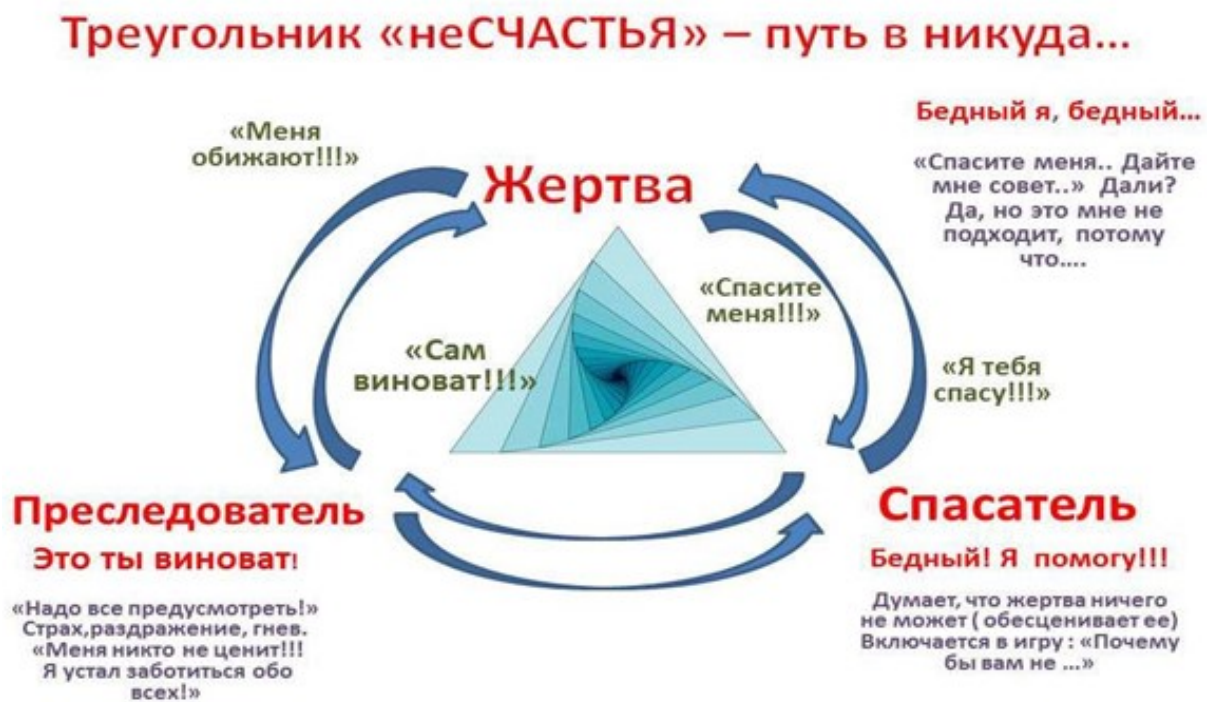 Треугольник «неСЧАСТЬЯ» – путь в никуда...
«Меня
обижают!!!»
Жертва
Бедный я, бедный...
«Спасите меня.. Дайте
мне совет..» Дали?
Да, но это мне не
подходит, потому
что....
«Спасите
меня!!!»
«Сам
виноват!!!»
«Я тебя
спасу!!!»
Преследователь
Это ты виноват!
«Надо все предусмотреть!»
Страх,раздражение, гнев.
«Меня никто не ценит!!!
Я устал заботиться обо
всех!»
Спасатель
Бедный! Я помогу!!!
Думает, что жертва ничего
не может ( обесценивает ее)
Включается в игру : «Почему
бы вам не ...»